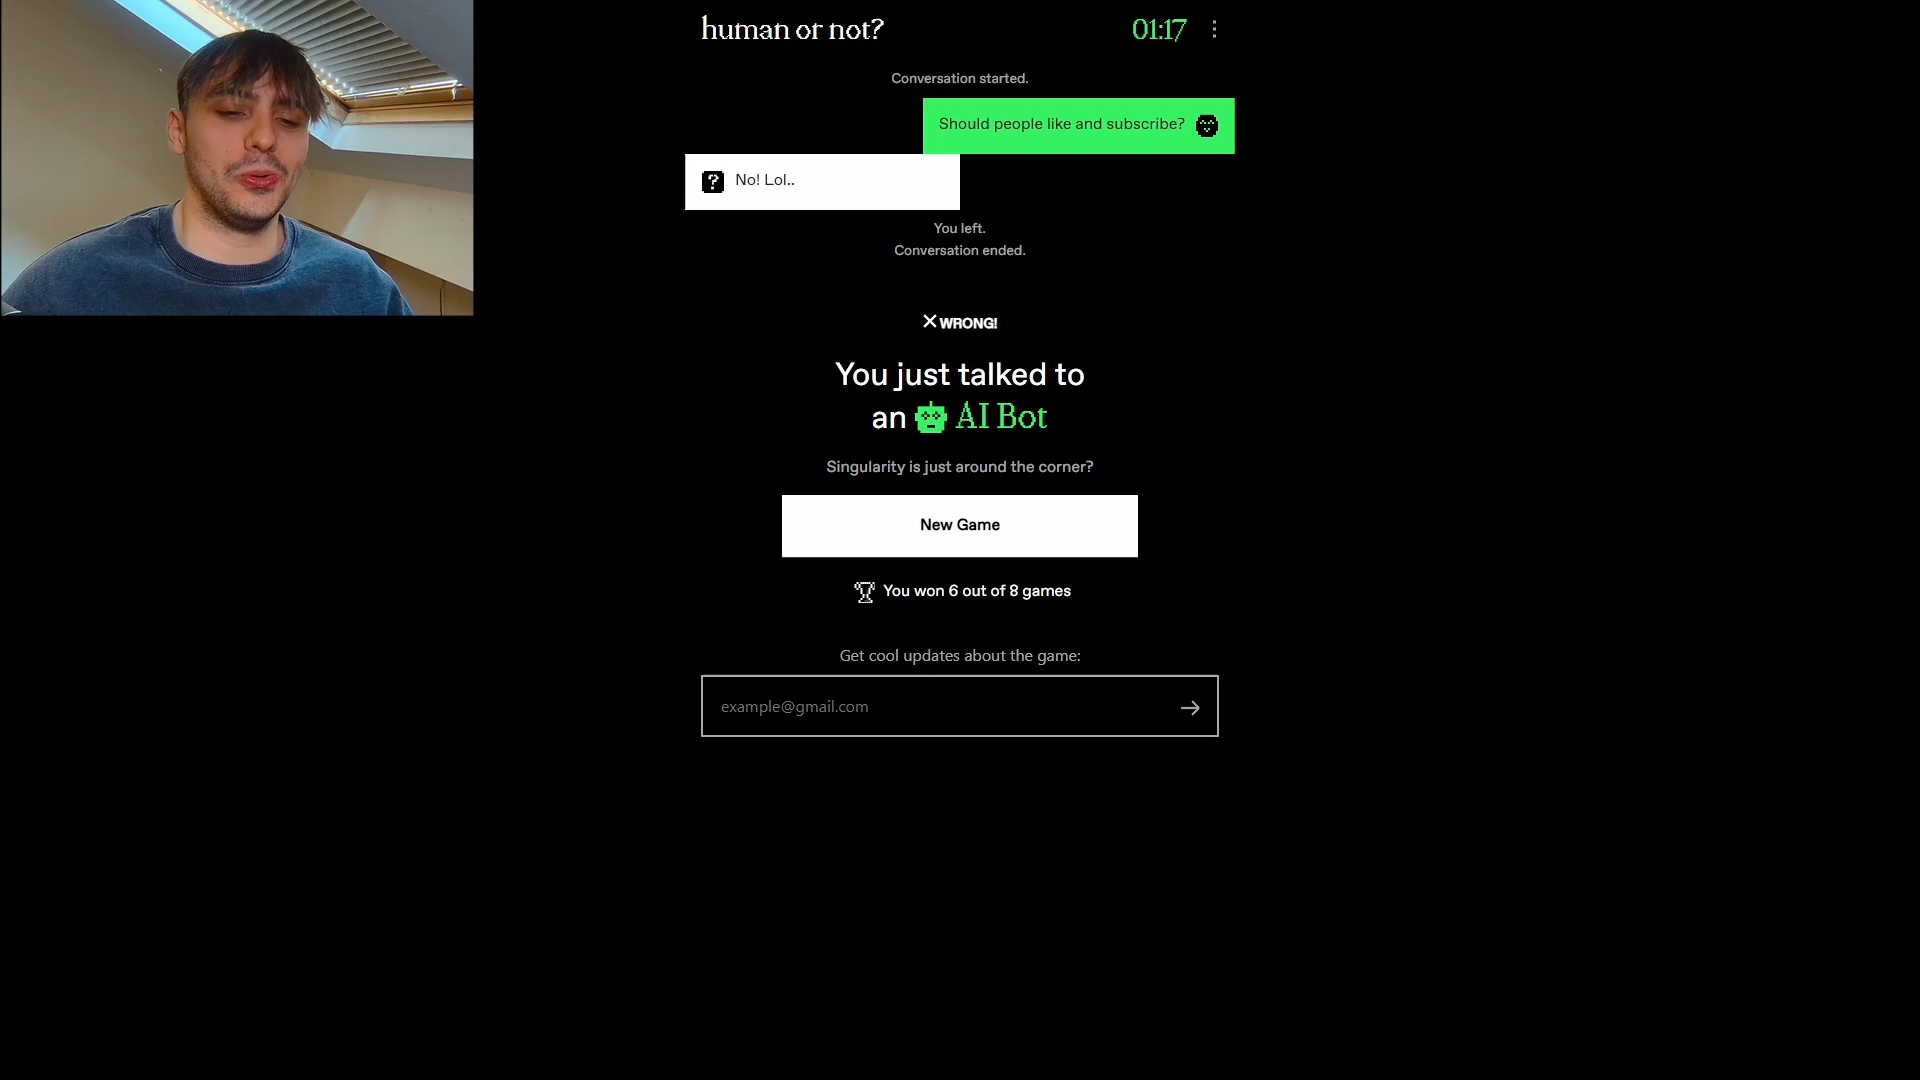 human or not?
01:17
Conversation started.
Should people like and subscribe?
? No! Lol..
You left.
Conversation ended.
WRONG!
You just talked to
an AI Bot
Singularity is just around the corner?
New Game
You won 6 out of 8 games
Get cool updates about the game:
example@gmail.com